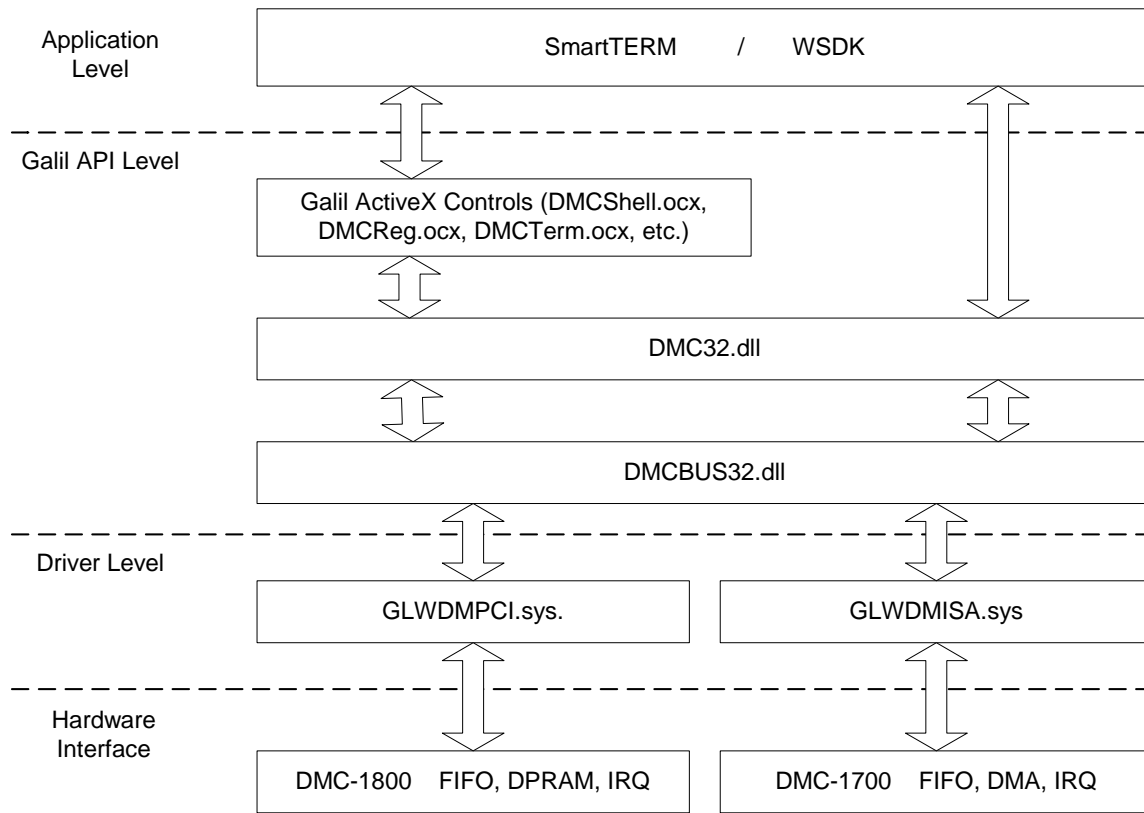 Application
Level
SmartTERM / WSDK
Galil API Level
Galil ActiveX Controls (DMCShell.ocx,
DMCReg.ocx, DMCTerm.ocx, etc.)
DMC32.dll
DMCBUS32.dll
Driver Level
GLWDMPCI.sys.
GLWDMISA.sys
Hardware
Interface
DMC-1800 FIFO, DPRAM, IRQ
DMC-1700 FIFO, DMA, IRQ